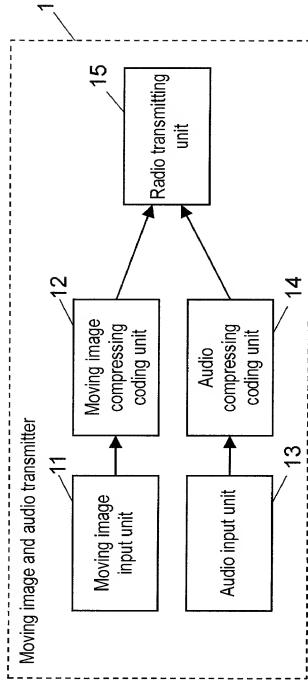 1
Moving image and audio transmitter
11
Moving image
input unit
12
Moving image
compressing
coding unit
15
Radio transmitting
unit
13
Audio input unit
14
Audio
compressing
coding unit